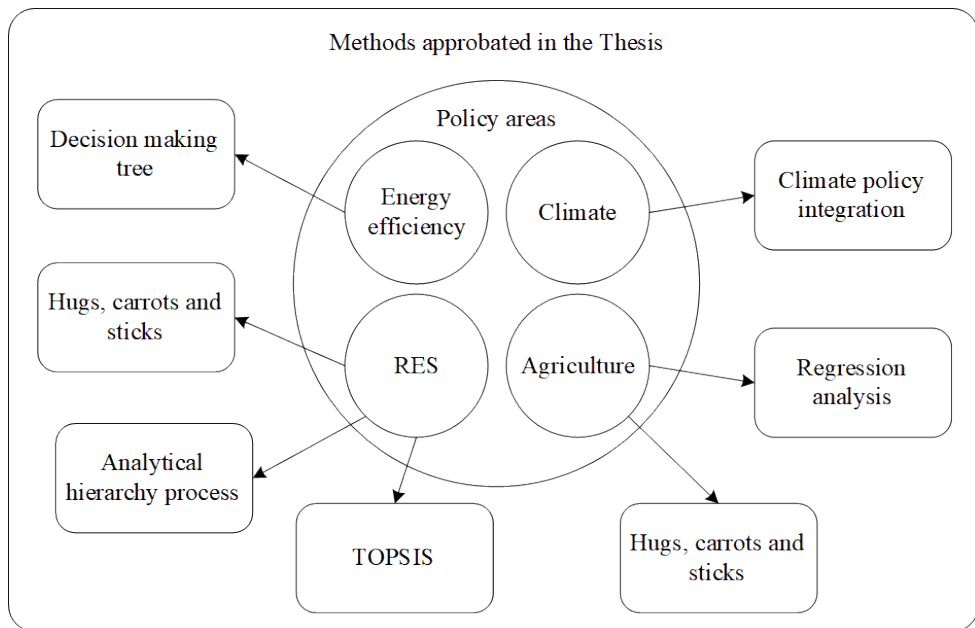 Methods approbated in the Thesis
Policy areas
Decision making
tree
Energy
efficiency
Climate
Climate policy
integration
Hugs, carrots and
sticks
RES
Agriculture
Regression
analysis
Analytical
hierarchy process
TOPSIS
Hugs, carrots and
sticks